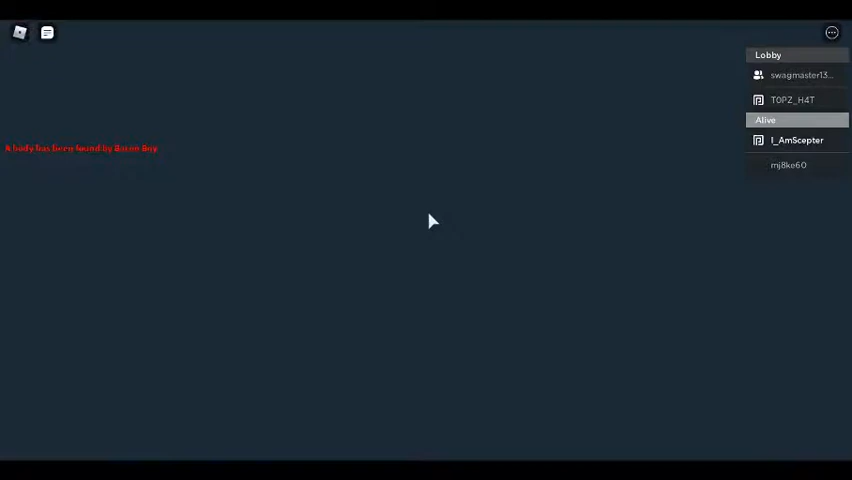 Lobby
swagmaster13...
T0PZ_H4T
A body has been found by Bacon Boy
Alive
I_AmScepter
mj8ke60